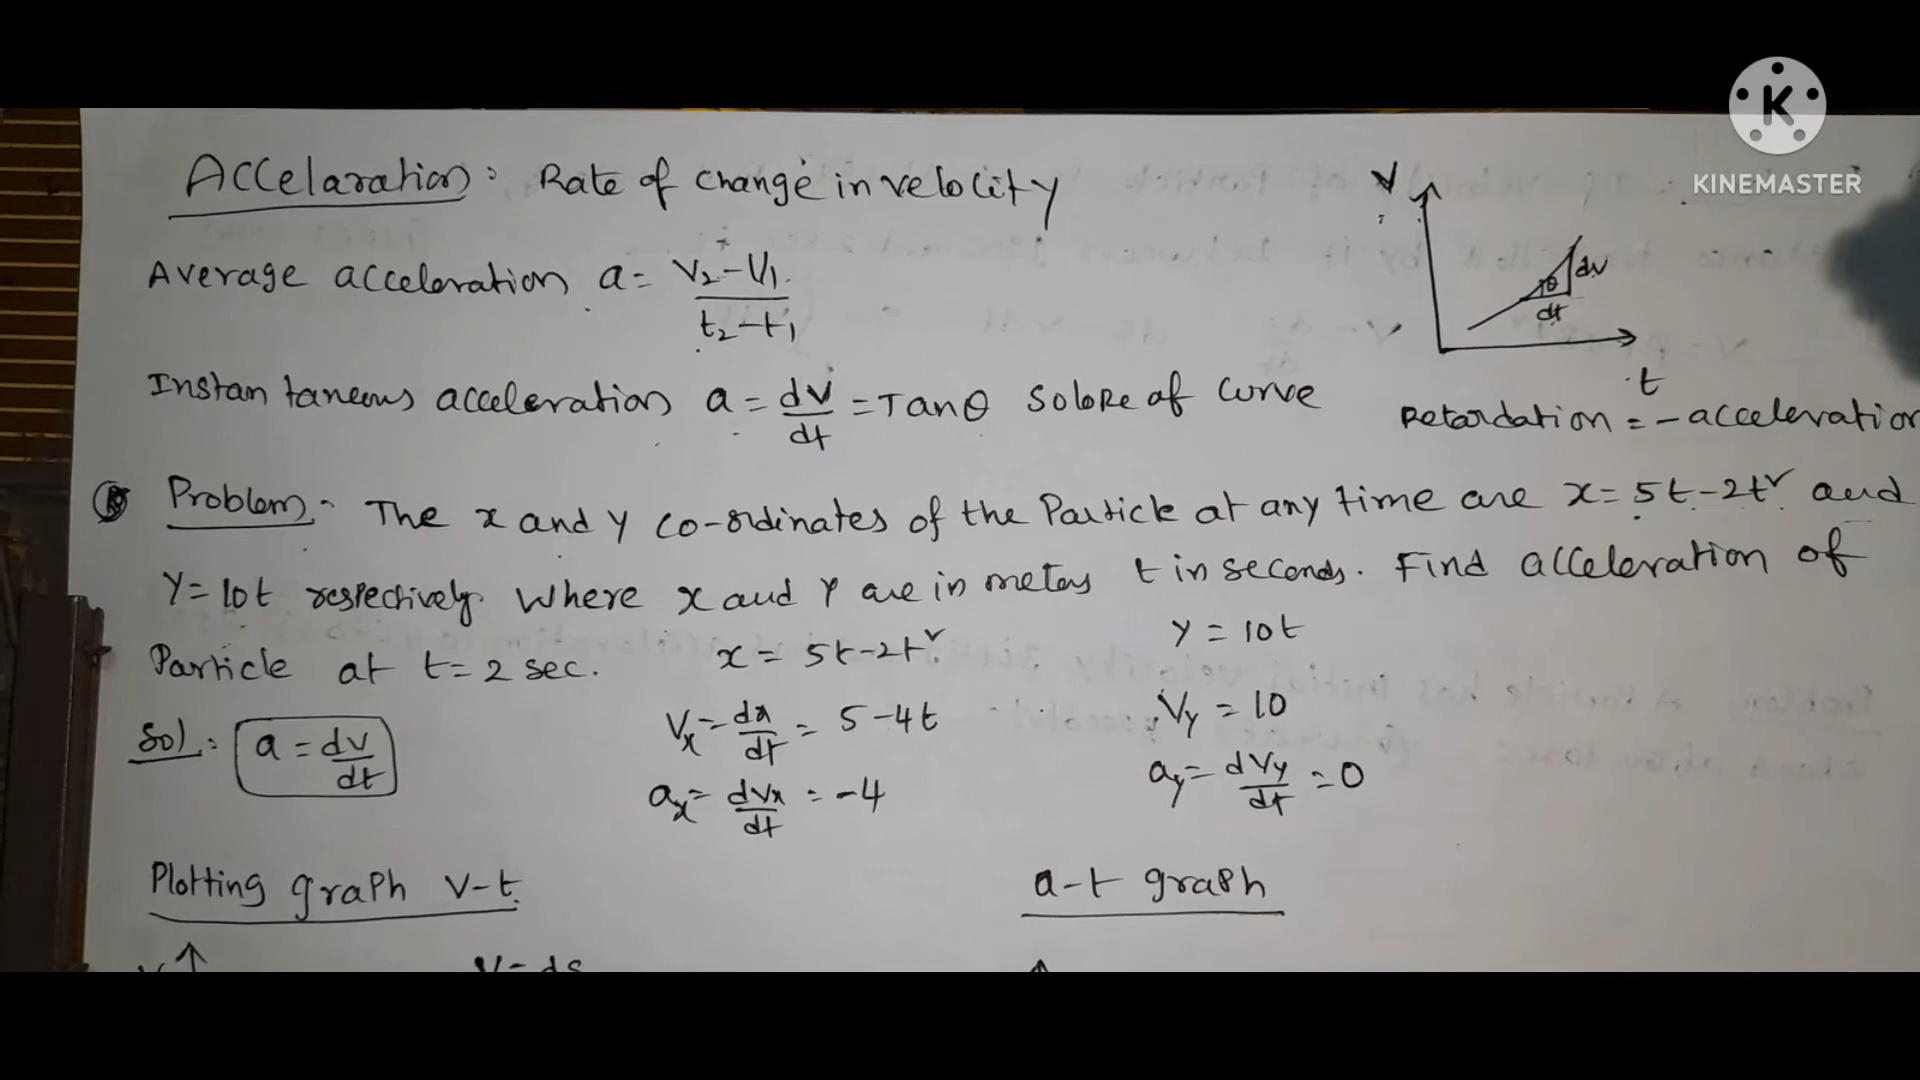 K
KINEMASTER
Accelaration: Rate of change in velocity
Average acceleration a = V2 - V1 / t2 - t1
V
dv
θ
dt
t
Instantaneous acceleration a = dv/dt = Tanθ Solope of curve
Retardation = - acceleration
Problem:- The x and y co-ordinates of the Particle at any time are x = 5t - 2t² and
Y = 10t respectively. Where x and y are in meters t in seconds. Find acceleration of
Particle at t = 2 sec.
x = 5t - 2t²
y = 10t
Sol: a = dv/dt
Vx = dx/dt = 5 - 4t
Vy = 10
ax = dVx/dt = -4
ay = dVy/dt = 0
Plotting graph V-t
a-t graph